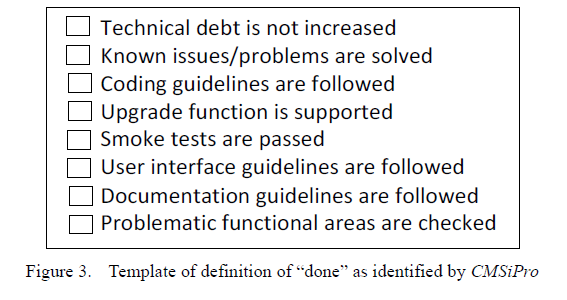 Technical debt is not increased
Known issues/problems are solved
Coding guidelines are followed
Upgrade function is supported
Smoke tests are passed
User interface guidelines are followed
Documentation guidelines are followed
Problematic functional areas are checked
Figure 3. Template of definition of “done” as identified by CMSiPro